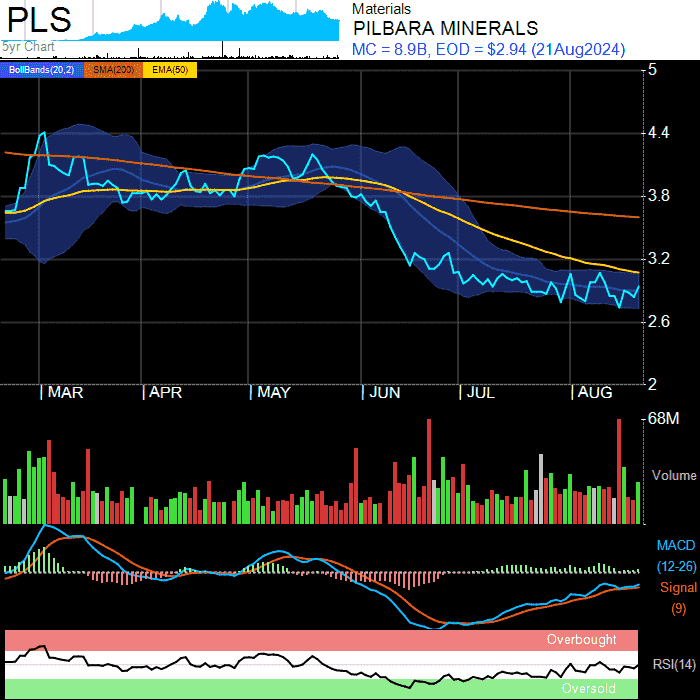 PLS
5yr Chart
Materials
PILBARA MINERALS
MC = 8.9B, EOD = $2.94 (21Aug2024)
BollBands(20,2) SMA(200) EMA(50)
5
4.4
3.8
3.2
2.6
2
MAR APR MAY JUN JUL AUG
68M
Volume
MACD
(12-26)
Signal
(9)
Overbought
RSI(14)
Oversold